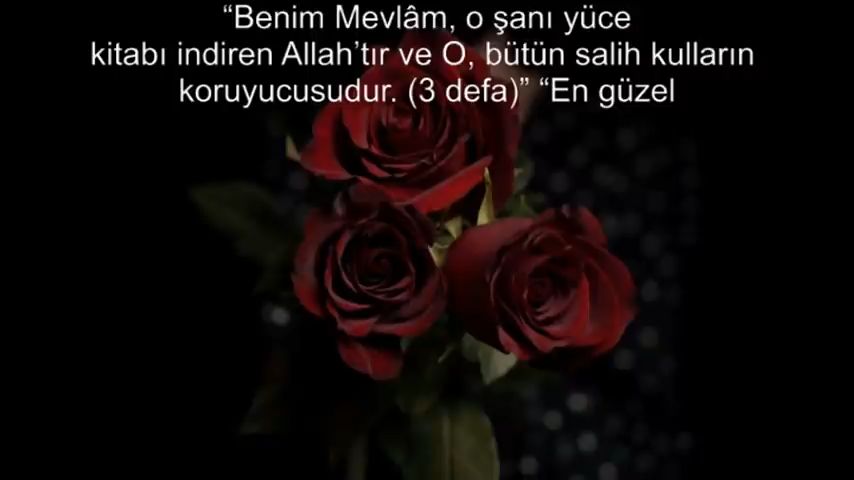 “Benim Mevlâm, o şanı yüce
kitabı indiren Allah’tır ve O, bütün salih kulların
koruyucusudur. (3 defa)” “En güzel